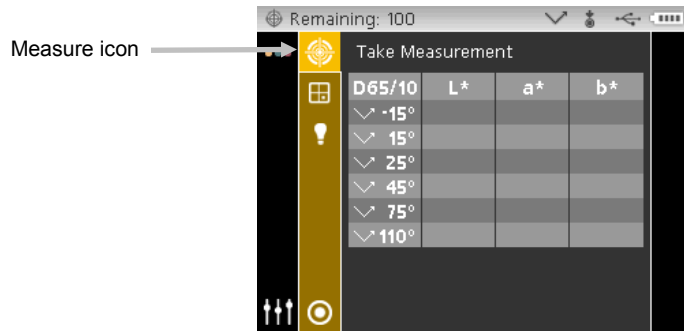 Remaining: 100
Measure icon
Take Measurement
D65/10 L* a* b*
-15°
15°
25°
45°
75°
110°